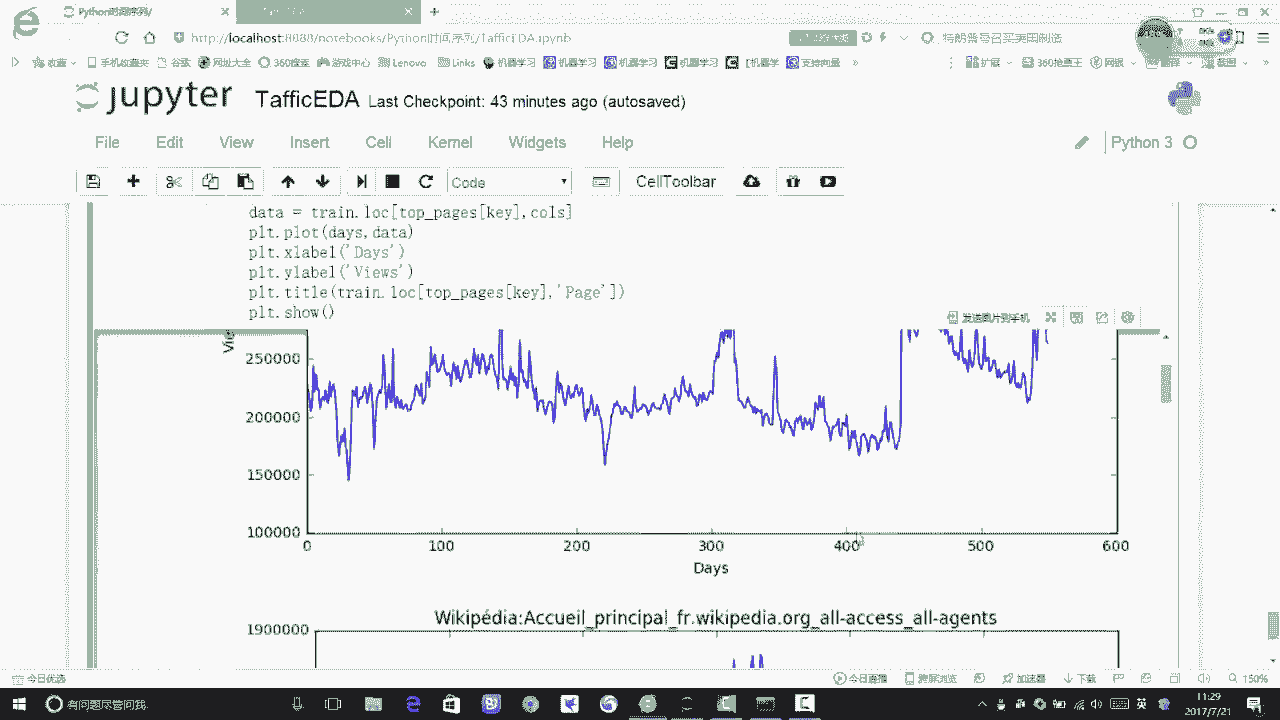 Python时间序列/
http://localhost:8888/notebooks/Python时间序列/TafficEDA.ipynb
收藏 手机收藏夹 谷歌 网址大全 360搜索 游戏中心 Lenovo Links 机器学习 机器学习 机器学习 机器学习 【机器学 支持向量 »
扩展 360抢票王 网银 翻译 截图 »
jupyter TafficEDA Last Checkpoint: 43 minutes ago (autosaved)
File Edit View Insert Cell Kernel Widgets Help
Python 3
Code CellToolbar
data = train.loc[top_pages[key],cols]
plt.plot(days,data)
plt.xlabel('Days')
plt.ylabel('Views')
plt.title(train.loc[top_pages[key],'Page'])
plt.show()
发送图片到手机
Vie
250000
200000
150000
100000
0 100 200 300 400 500 600
Days
Wikipédia:Accueil_principal_fr.wikipedia.org_all-access_all-agents
1900000
今日优选
今日直播 跨屏浏览 加速器 下载 150%
有问题尽管问我
11:29
2017/7/21